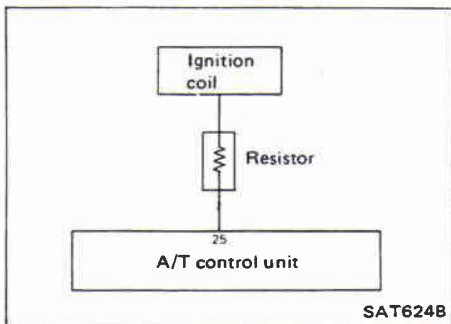 Ignition
coil
Resistor
25
A/T control unit
SAT624B